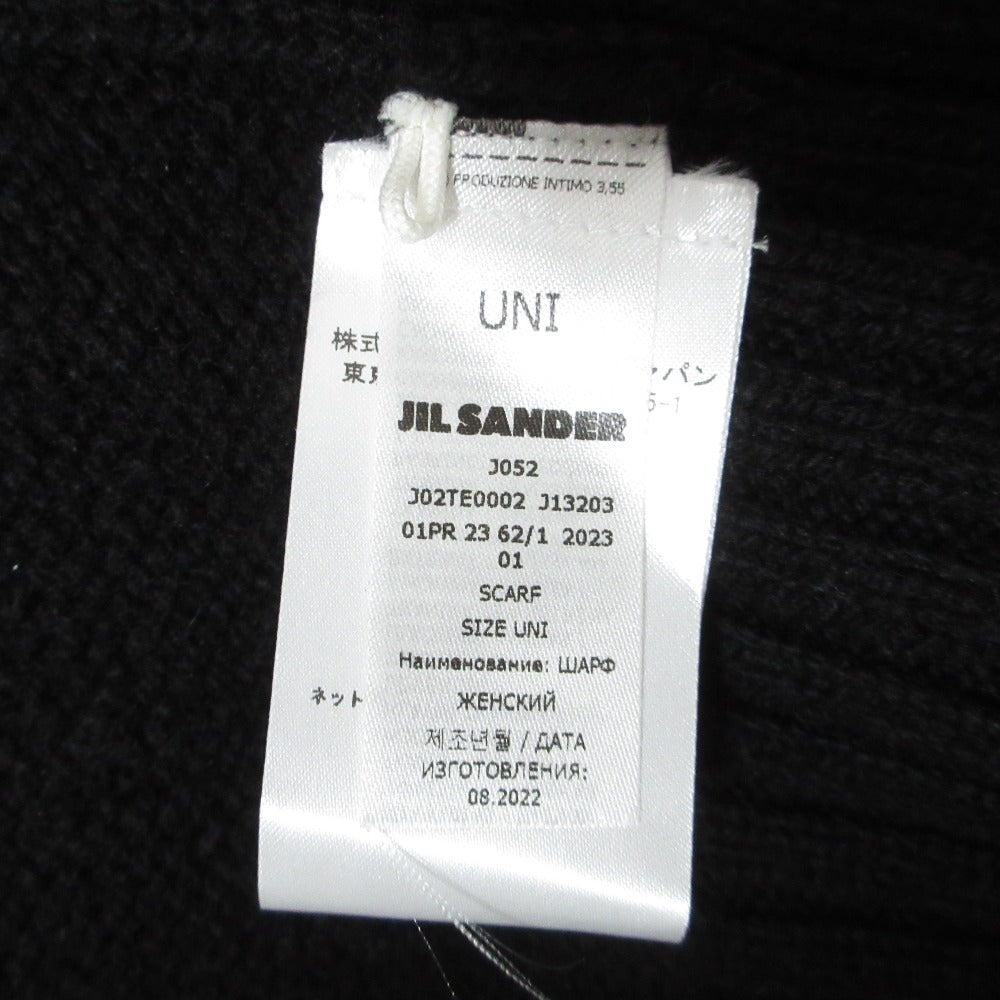 PRODUZIONE INTIMO 3,55
UNI
株式
東京
ャパン
5-1
JIL SANDER
J052
J02TE0002 J13203
01PR 23 62/1 2023
01
SCARF
SIZE UNI
Наименование: ШАРФ
ネット
ЖЕНСКИЙ
제조년월 / ДАТА
ИЗГОТОВЛЕНИЯ:
08.2022